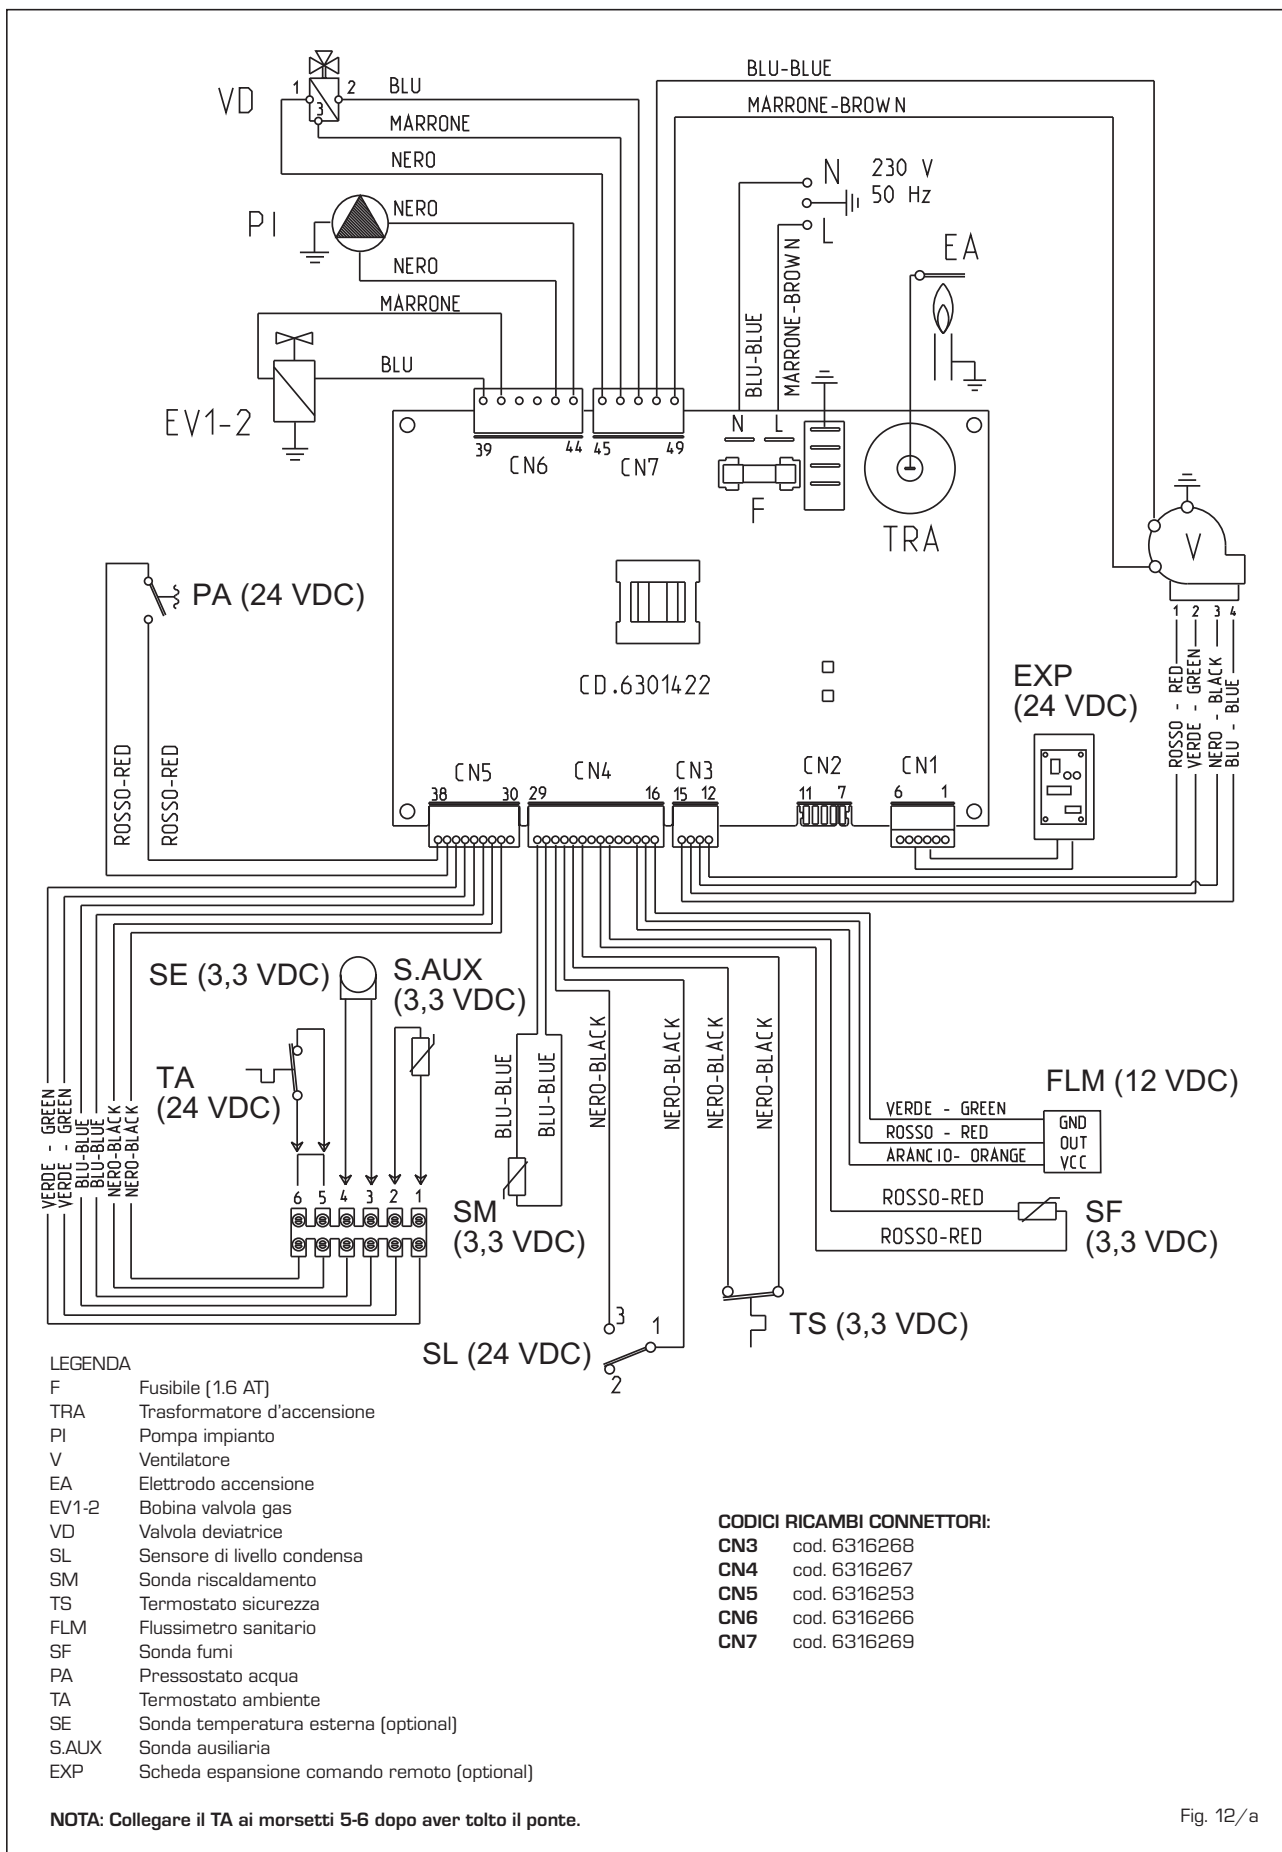 BLU-BLUE
MARRONE-BROWN
VD
1
2
3
BLU
MARRONE
NERO
N
230 V
50 Hz
L
PI
NERO
NERO
EA
BLU-BLUE
MARRONE-BROWN
MARRONE
BLU
EV1-2
39
44
45
49
CN6
CN7
N
L
F
TRA
V
1 2 3 4
PA (24 VDC)
CD.6301422
EXP
(24 VDC)
ROSSO - RED
VERDE - GREEN
NERO - BLACK
BLU - BLUE
ROSSO-RED
ROSSO-RED
CN5
CN4
CN3
CN2
CN1
38
30
29
16
15
12
11
7
6
1
SE (3,3 VDC)
S.AUX
(3,3 VDC)
TA
(24 VDC)
VERDE - GREEN
VERDE - GREEN
BLU-BLUE
BLU-BLUE
NERO-BLACK
NERO-BLACK
BLU-BLUE
BLU-BLUE
NERO-BLACK
NERO-BLACK
NERO-BLACK
NERO-BLACK
FLM (12 VDC)
VERDE - GREEN
ROSSO - RED
ARANCIO- ORANGE
GND
OUT
VCC
6 5 4 3 2 1
SM
(3,3 VDC)
ROSSO-RED
ROSSO-RED
SF
(3,3 VDC)
TS (3,3 VDC)
SL (24 VDC)
3
1
2
LEGENDA
F Fusibile (1.6 AT)
TRA Trasformatore d'accensione
PI Pompa impianto
V Ventilatore
EA Elettrodo accensione
EV1-2 Bobina valvola gas
VD Valvola deviatrice
SL Sensore di livello condensa
SM Sonda riscaldamento
TS Termostato sicurezza
FLM Flussimetro sanitario
SF Sonda fumi
PA Pressostato acqua
TA Termostato ambiente
SE Sonda temperatura esterna (optional)
S.AUX Sonda ausiliaria
EXP Scheda espansione comando remoto (optional)
CODICI RICAMBI CONNETTORI:
CN3 cod. 6316268
CN4 cod. 6316267
CN5 cod. 6316253
CN6 cod. 6316266
CN7 cod. 6316269
NOTA: Collegare il TA ai morsetti 5-6 dopo aver tolto il ponte.
Fig. 12/a